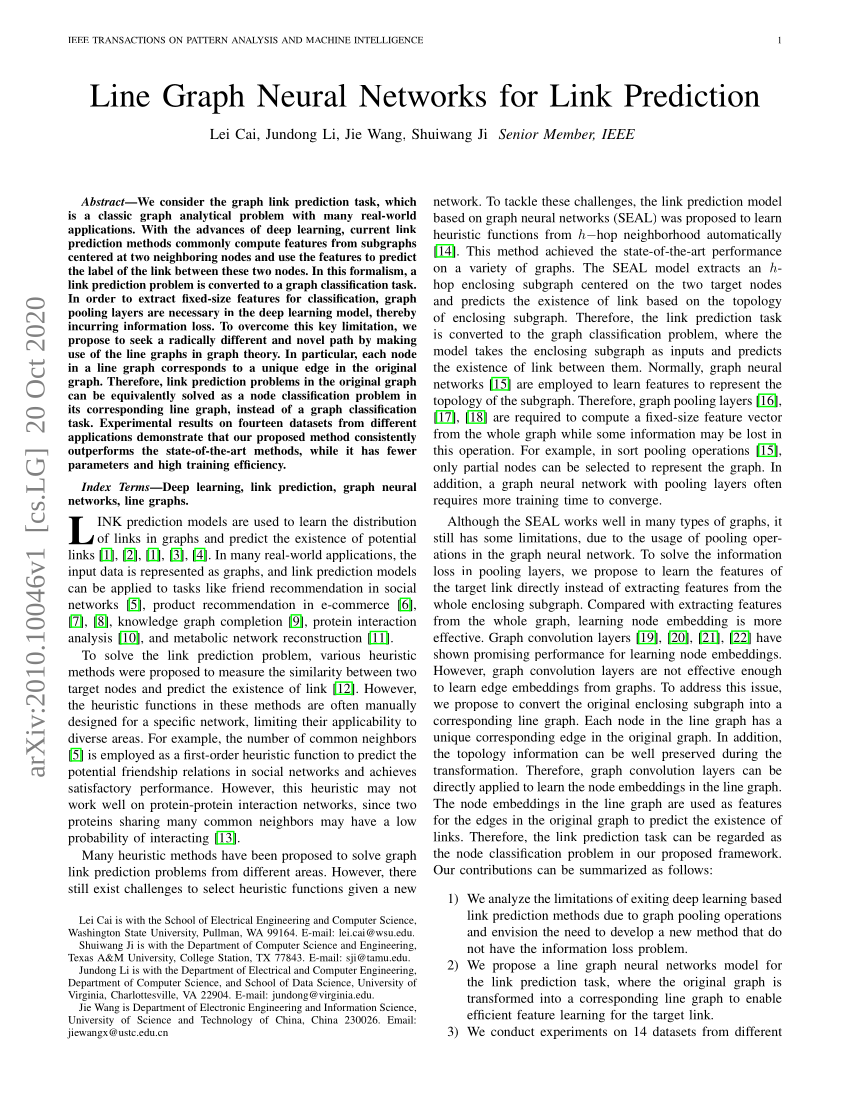 IEEE TRANSACTIONS ON PATTERN ANALYSIS AND MACHINE INTELLIGENCE 1
Line Graph Neural Networks for Link Prediction
Lei Cai, Jundong Li, Jie Wang, Shuiwang Ji Senior Member, IEEE
arXiv:2010.10046v1 [cs.LG] 20 Oct 2020
Abstract—We consider the graph link prediction task, which
is a classic graph analytical problem with many real-world
applications. With the advances of deep learning, current link
prediction methods commonly compute features from subgraphs
centered at two neighboring nodes and use the features to predict
the label of the link between these two nodes. In this formalism, a
link prediction problem is converted to a graph classification task.
In order to extract fixed-size features for classification, graph
pooling layers are necessary in the deep learning model, thereby
incurring information loss. To overcome this key limitation, we
propose to seek a radically different and novel path by making
use of the line graphs in graph theory. In particular, each node
in a line graph corresponds to a unique edge in the original
graph. Therefore, link prediction problems in the original graph
can be equivalently solved as a node classification problem in
its corresponding line graph, instead of a graph classification
task. Experimental results on fourteen datasets from different
applications demonstrate that our proposed method consistently
outperforms the state-of-the-art methods, while it has fewer
parameters and high training efficiency.
Index Terms—Deep learning, link prediction, graph neural
networks, line graphs.
LINK prediction models are used to learn the distribution
of links in graphs and predict the existence of potential
links [1], [2], [1], [3], [4]. In many real-world applications, the
input data is represented as graphs, and link prediction models
can be applied to tasks like friend recommendation in social
networks [5], product recommendation in e-commerce [6],
[7], [8], knowledge graph completion [9], protein interaction
analysis [10], and metabolic network reconstruction [11].
To solve the link prediction problem, various heuristic
methods were proposed to measure the similarity between two
target nodes and predict the existence of link [12]. However,
the heuristic functions in these methods are often manually
designed for a specific network, limiting their applicability to
diverse areas. For example, the number of common neighbors
[5] is employed as a first-order heuristic function to predict the
potential friendship relations in social networks and achieves
satisfactory performance. However, this heuristic may not
work well on protein-protein interaction networks, since two
proteins sharing many common neighbors may have a low
probability of interacting [13].
Many heuristic methods have been proposed to solve graph
link prediction problems from different areas. However, there
still exist challenges to select heuristic functions given a new
Lei Cai is with the School of Electrical Engineering and Computer Science,
Washington State University, Pullman, WA 99164. E-mail: lei.cai@wsu.edu.
Shuiwang Ji is with the Department of Computer Science and Engineering,
Texas A&M University, College Station, TX 77843. E-mail: sji@tamu.edu.
Jundong Li is with the Department of Electrical and Computer Engineering,
Department of Computer Science, and School of Data Science, University of
Virginia, Charlottesville, VA 22904. E-mail: jundong@virginia.edu.
Jie Wang is Department of Electronic Engineering and Information Science,
University of Science and Technology of China, China 230026. Email:
jiewangx@ustc.edu.cn
network. To tackle these challenges, the link prediction model
based on graph neural networks (SEAL) was proposed to learn
heuristic functions from h−hop neighborhood automatically
[14]. This method achieved the state-of-the-art performance
on a variety of graphs. The SEAL model extracts an h-
hop enclosing subgraph centered on the two target nodes
and predicts the existence of link based on the topology
of enclosing subgraph. Therefore, the link prediction task
is converted to the graph classification problem, where the
model takes the enclosing subgraph as inputs and predicts
the existence of link between them. Normally, graph neural
networks [15] are employed to learn features to represent the
topology of the subgraph. Therefore, graph pooling layers [16],
[17], [18] are required to compute a fixed-size feature vector
from the whole graph while some information may be lost in
this operation. For example, in sort pooling operations [15],
only partial nodes can be selected to represent the graph. In
addition, a graph neural network with pooling layers often
requires more training time to converge.
Although the SEAL works well in many types of graphs, it
still has some limitations, due to the usage of pooling oper-
ations in the graph neural network. To solve the information
loss in pooling layers, we propose to learn the features of
the target link directly instead of extracting features from the
whole enclosing subgraph. Compared with extracting features
from the whole graph, learning node embedding is more
effective. Graph convolution layers [19], [20], [21], [22] have
shown promising performance for learning node embeddings.
However, graph convolution layers are not effective enough
to learn edge embeddings from graphs. To address this issue,
we propose to convert the original enclosing subgraph into a
corresponding line graph. Each node in the line graph has a
unique corresponding edge in the original graph. In addition,
the topology information can be well preserved during the
transformation. Therefore, graph convolution layers can be
directly applied to learn the node embeddings in the line graph.
The node embeddings in the line graph are used as features
for the edges in the original graph to predict the existence of
links. Therefore, the link prediction task can be regarded as
the node classification problem in our proposed framework.
Our contributions can be summarized as follows:
1) We analyze the limitations of exiting deep learning based
link prediction methods due to graph pooling operations
and envision the need to develop a new method that do
not have the information loss problem.
2) We propose a line graph neural networks model for
the link prediction task, where the original graph is
transformed into a corresponding line graph to enable
efficient feature learning for the target link.
3) We conduct experiments on 14 datasets from different